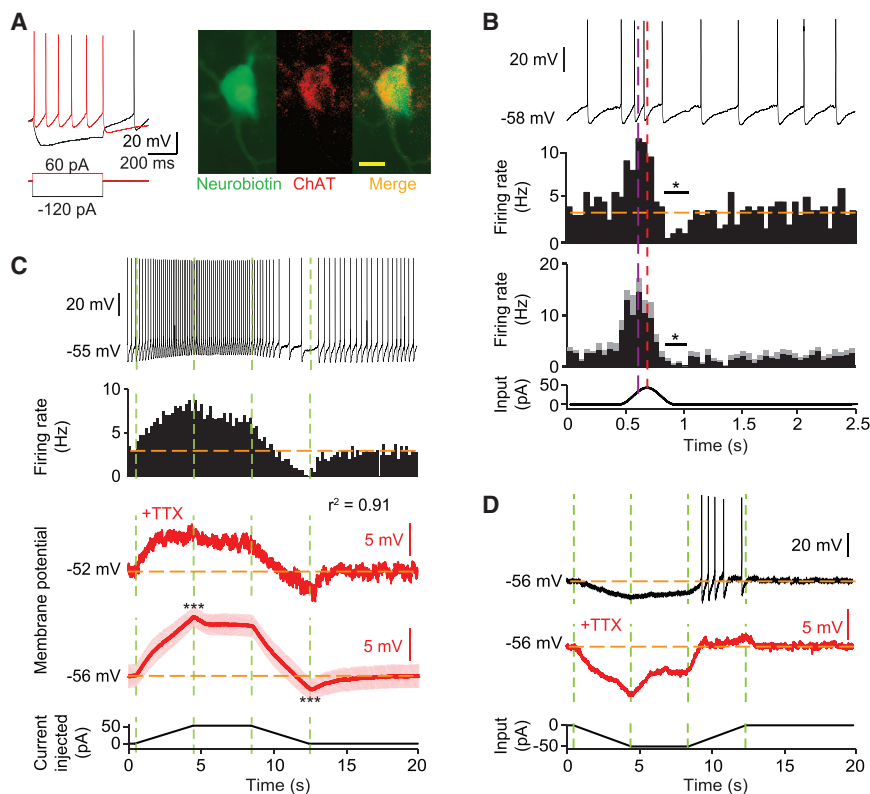 A
20 mV
200 ms
60 pA
-120 pA
Neurobiotin
ChAT
Merge
B
20 mV
-58 mV
10
5
0
Firing rate
(Hz)
*
20
10
0
Firing rate
(Hz)
*
Input
(pA)
50
0
0
0.5
1
1.5
2
2.5
Time (s)
C
20 mV
-55 mV
10
5
0
Firing rate
(Hz)
r² = 0.91
+TTX
5 mV
-52 mV
Membrane potential
***
5 mV
-56 mV
***
Current
injected
(pA)
50
0
0
5
10
15
20
Time (s)
D
20 mV
-56 mV
+TTX
5 mV
-56 mV
Input
(pA)
0
-50
0
5
10
15
20
Time (s)